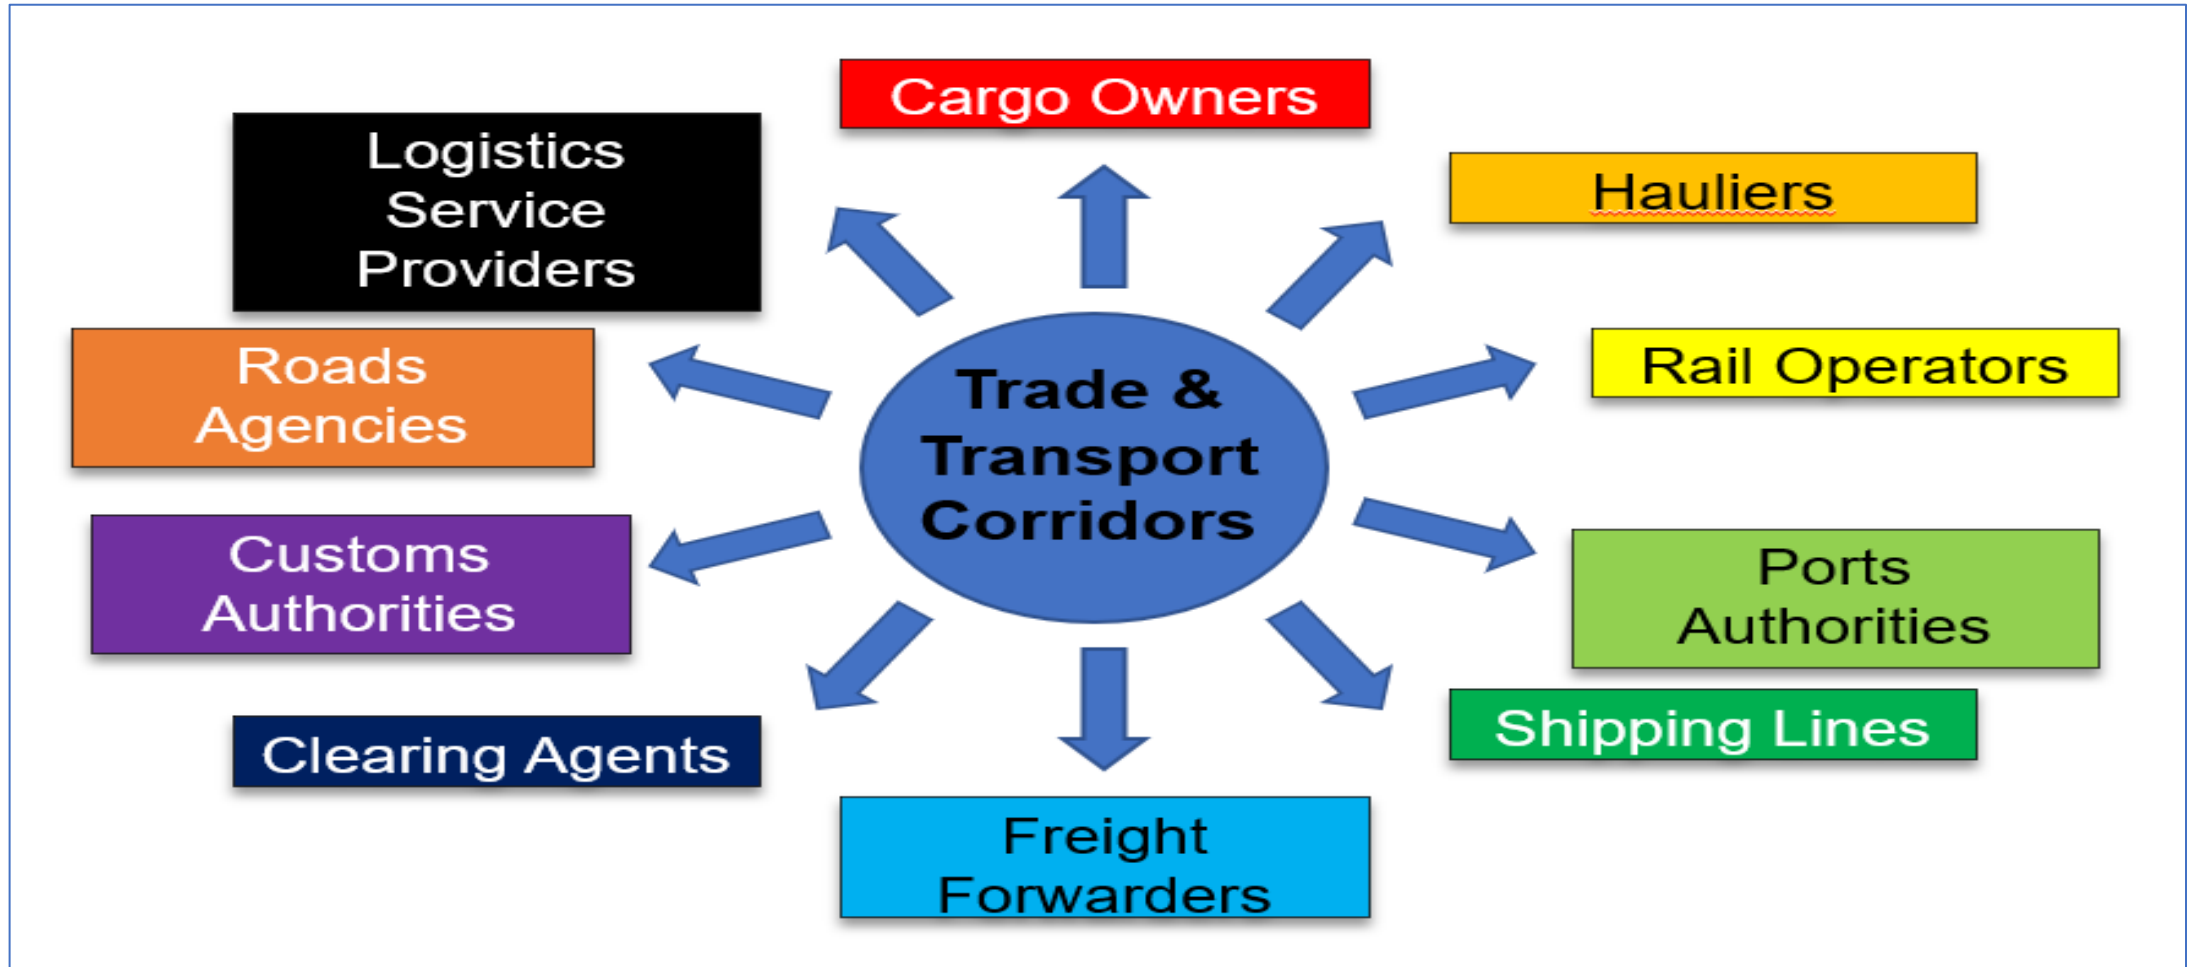 Cargo Owners
Logistics
Service
Providers
Hauliers
Roads
Agencies
Rail Operators
Trade &
Transport
Corridors
Customs
Authorities
Ports
Authorities
Clearing Agents
Shipping Lines
Freight
Forwarders